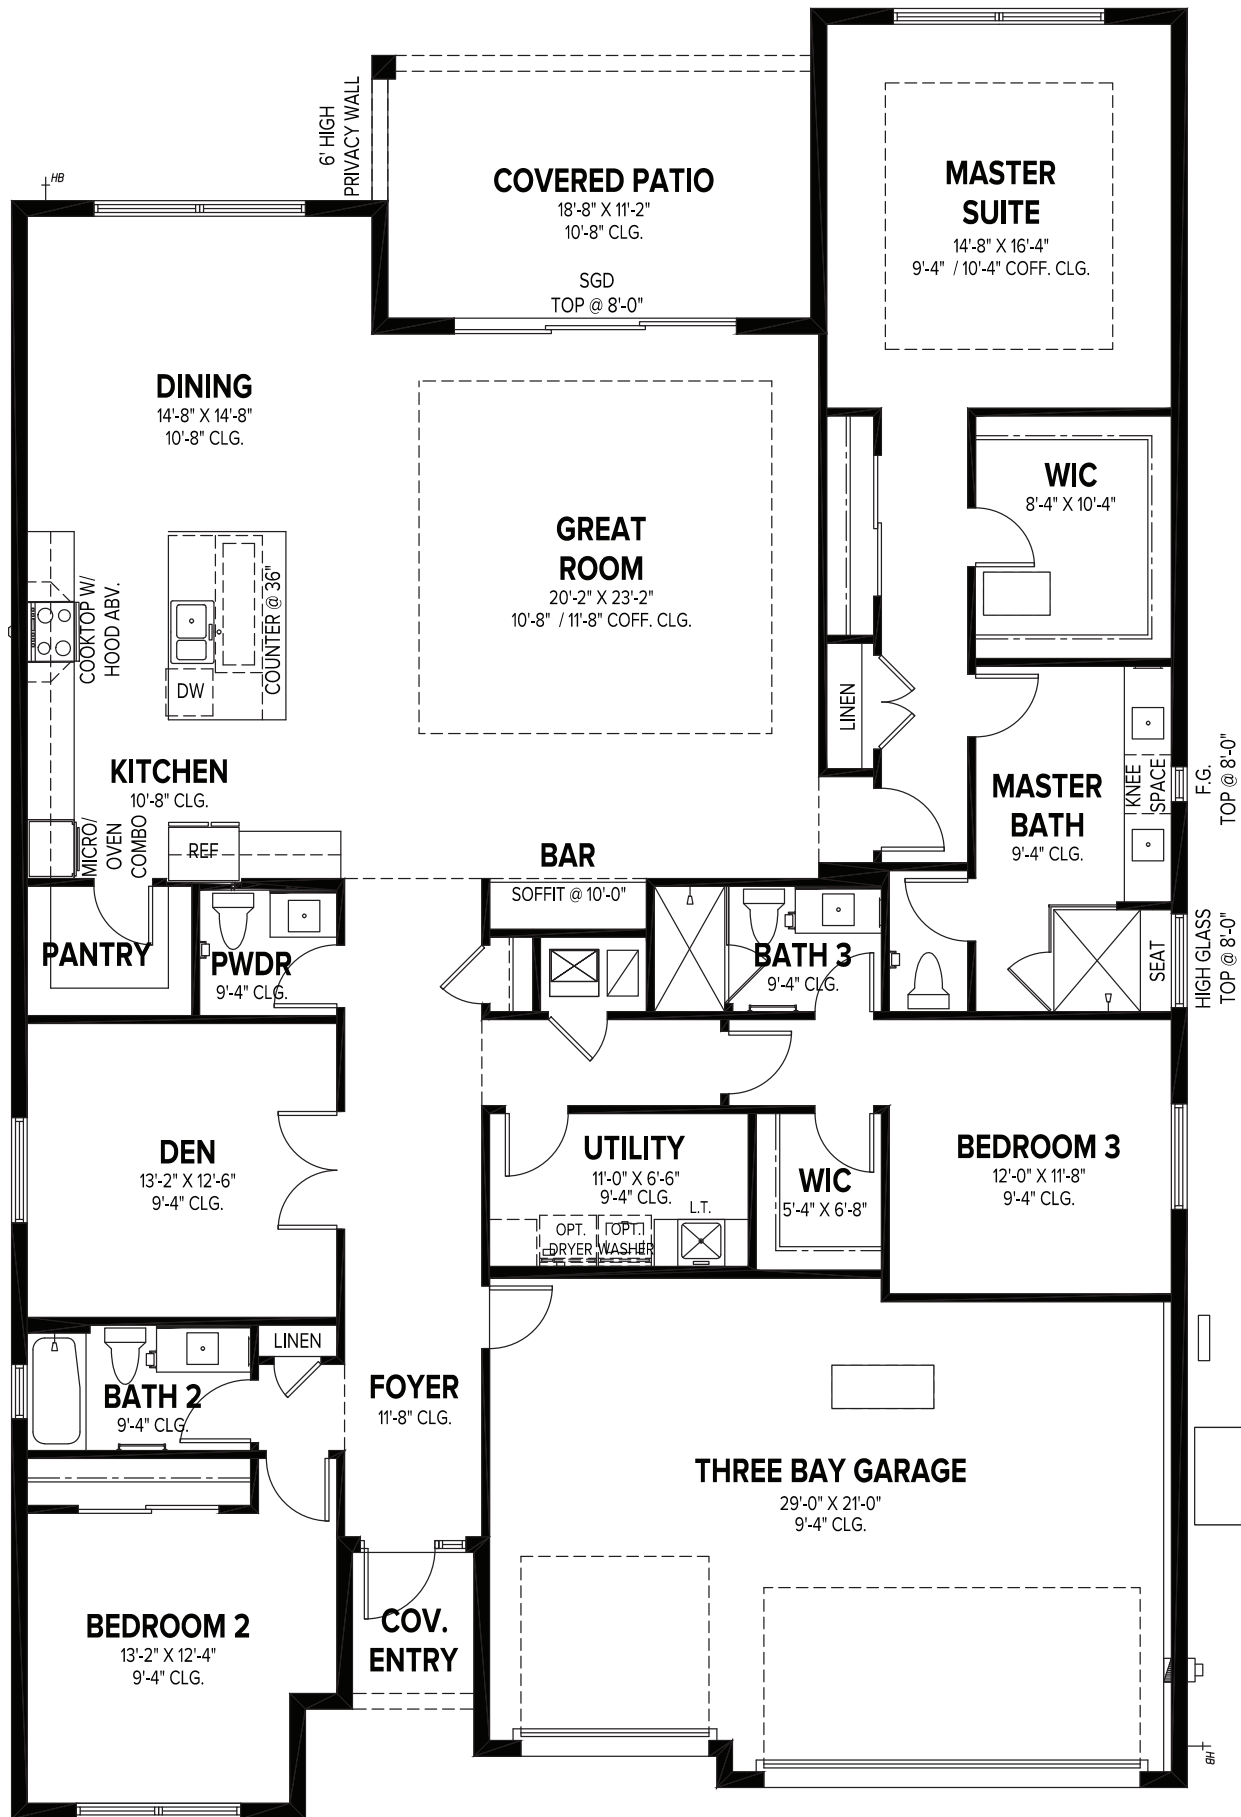 6' HIGH
PRIVACY WALL
HB
COVERED PATIO
18'-8" X 11'-2"
10'-8" CLG.
SGD
TOP @ 8'-0"
MASTER
SUITE
14'-8" X 16'-4"
9'-4" / 10'-4" COFF. CLG.
DINING
14'-8" X 14'-8"
10'-8" CLG.
GREAT
ROOM
20'-2" X 23'-2"
10'-8" / 11'-8" COFF. CLG.
WIC
8'-4" X 10'-4"
COOKTOP W/
HOOD ABV.
COUNTER @ 36"
DW
LINEN
KITCHEN
10'-8" CLG.
MICRO/
OVEN
COMBO
REF
BAR
SOFFIT @ 10'-0"
MASTER
BATH
9'-4" CLG.
KNEE
SPACE
F.G.
TOP @ 8'-0"
PANTRY
PWDR
9'-4" CLG.
BATH 3
9'-4" CLG.
SEAT
HIGH GLASS
TOP @ 8'-0"
DEN
13'-2" X 12'-6"
9'-4" CLG.
UTILITY
11'-0" X 6'-6"
9'-4" CLG.
L.T.
OPT.
DRYER
OPT.
WASHER
WIC
5'-4" X 6'-8"
BEDROOM 3
12'-0" X 11'-8"
9'-4" CLG.
LINEN
BATH 2
9'-4" CLG.
FOYER
11'-8" CLG.
THREE BAY GARAGE
29'-0" X 21'-0"
9'-4" CLG.
BEDROOM 2
13'-2" X 12'-4"
9'-4" CLG.
COV.
ENTRY
HB